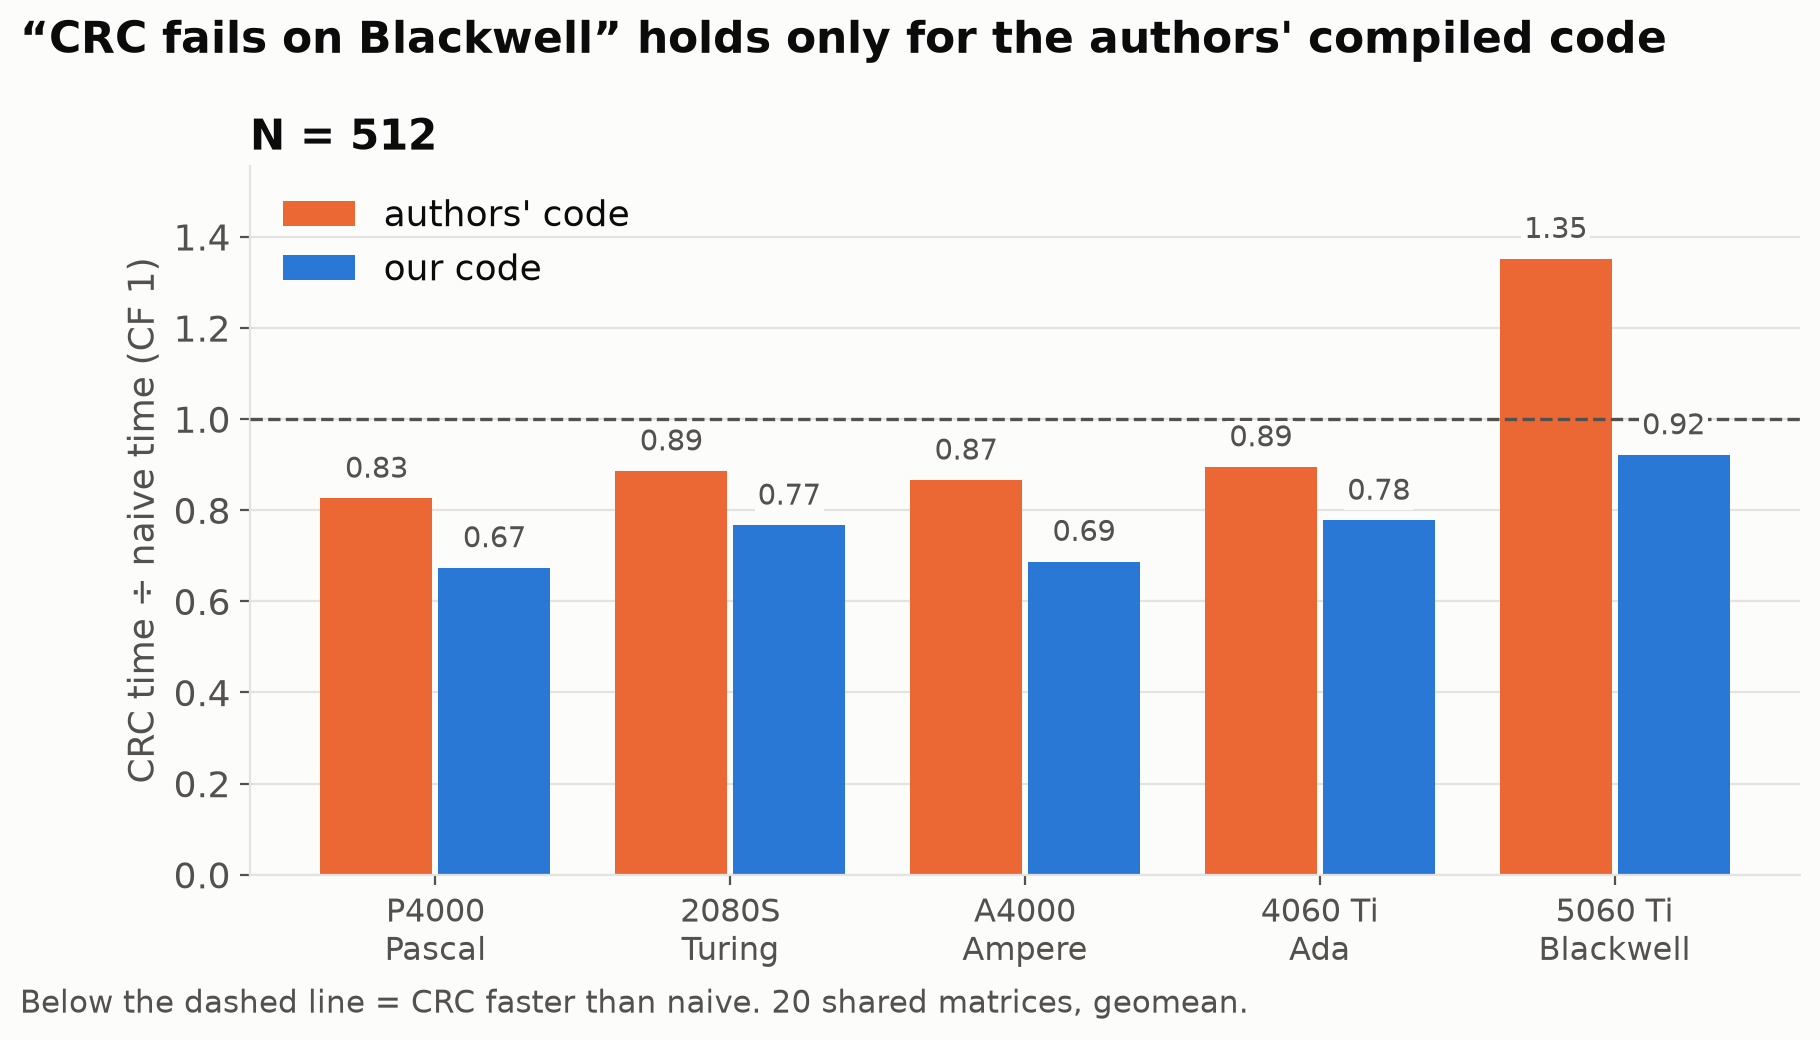 “CRC fails on Blackwell” holds only for the authors' compiled code
N = 512
authors' code
our code
CRC time ÷ naive time (CF 1)
1.4
1.2
1.0
0.8
0.6
0.4
0.2
0.0
0.83
0.67
0.89
0.77
0.87
0.69
0.89
0.78
1.35
0.92
P4000
Pascal
2080S
Turing
A4000
Ampere
4060 Ti
Ada
5060 Ti
Blackwell
Below the dashed line = CRC faster than naive. 20 shared matrices, geomean.